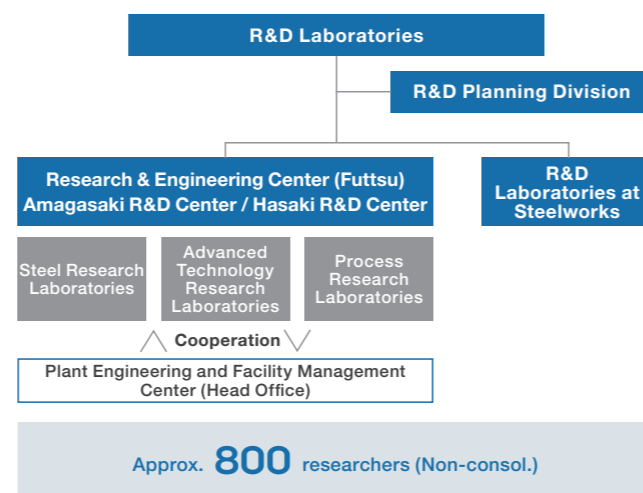 R&D Laboratories
R&D Planning Division
Research & Engineering Center (Futtsu)
Amagasaki R&D Center / Hasaki R&D Center
R&D
Laboratories at
Steelworks
Steel Research
Laboratories
Advanced
Technology
Research
Laboratories
Process
Research
Laboratories
Cooperation
Plant Engineering and Facility Management
Center (Head Office)
Approx. 800 researchers (Non-consol.)